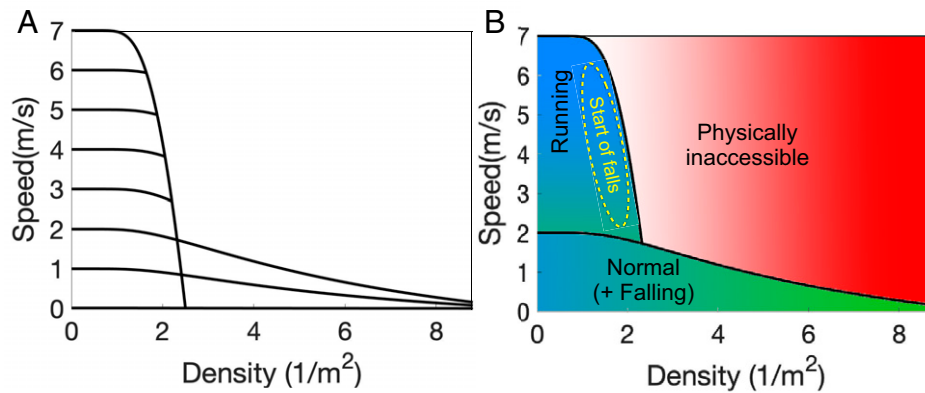 A
7
6
5
4
3
2
1
0
Speed(m/s)
0
2
4
6
8
Density (1/m²)
B
7
6
5
4
3
2
1
0
Speed(m/s)
Running
Start of falls
Physically
inaccessible
Normal
(+ Falling)
0
2
4
6
8
Density (1/m²)